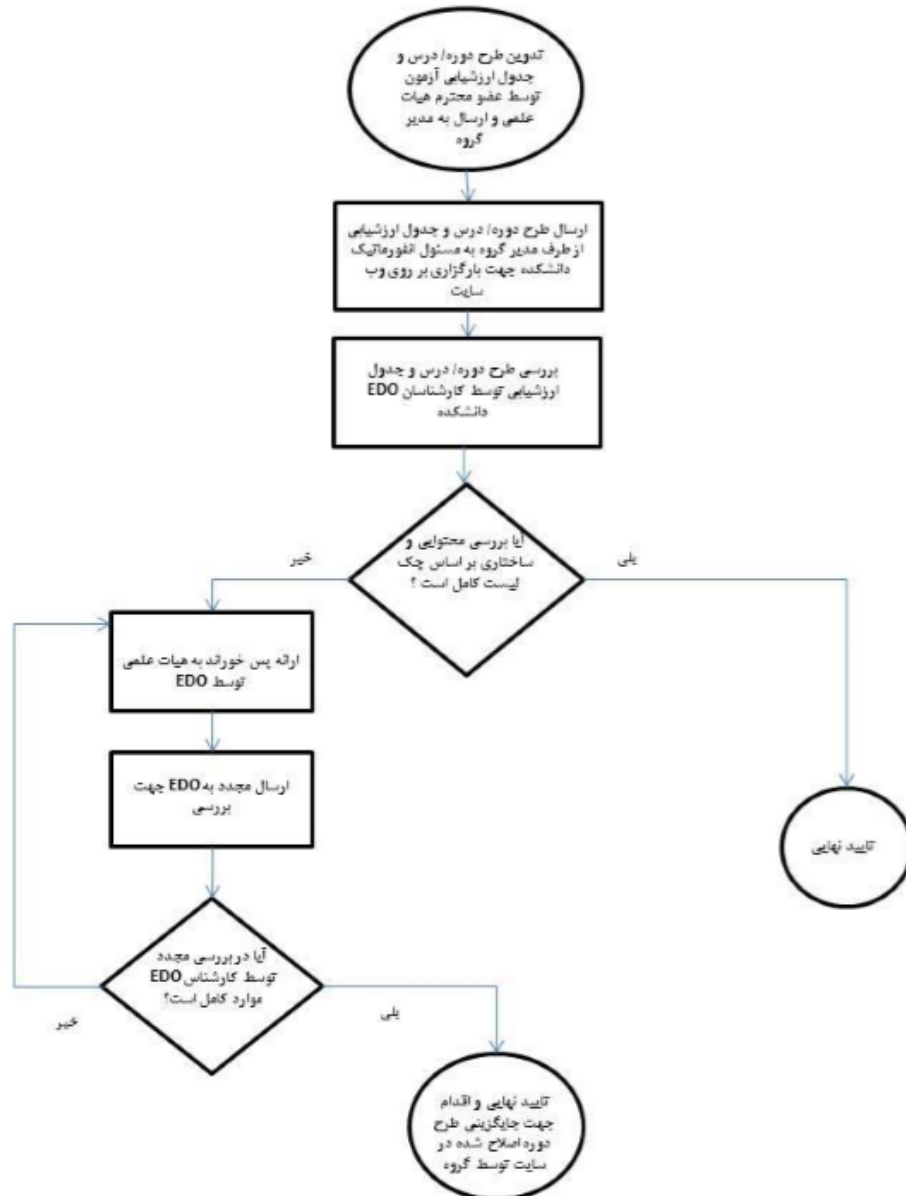 تدوین طرح دوره/ درس و
جدول ارزشیابی آزمون
توسط عضو محترم هیات
علمی و ارسال به مدیر
گروه
ارسال طرح دوره/ درس و جدول ارزشیابی
از طرف مدیر گروه به مسئول انفورماتیک
دانشکده جهت بارگزاری بر روی وب
سایت
بررسی طرح دوره/ درس و جدول
ارزشیابی توسط کارشناسان EDO
دانشکده
آیا بررسی محتوایی و
ساختاری بر اساس چک
لیست کامل است ؟
بلی
خیر
ارائه پس خوراند به هیات علمی
توسط EDO
ارسال مجدد به EDO جهت
بررسی
تایید نهایی
آیا در بررسی مجدد
توسط کارشناس EDO
موارد کامل است؟
بلی
خیر
تایید نهایی و اقدام
جهت جایگزینی طرح
دوره اصلاح شده در
سایت توسط گروه